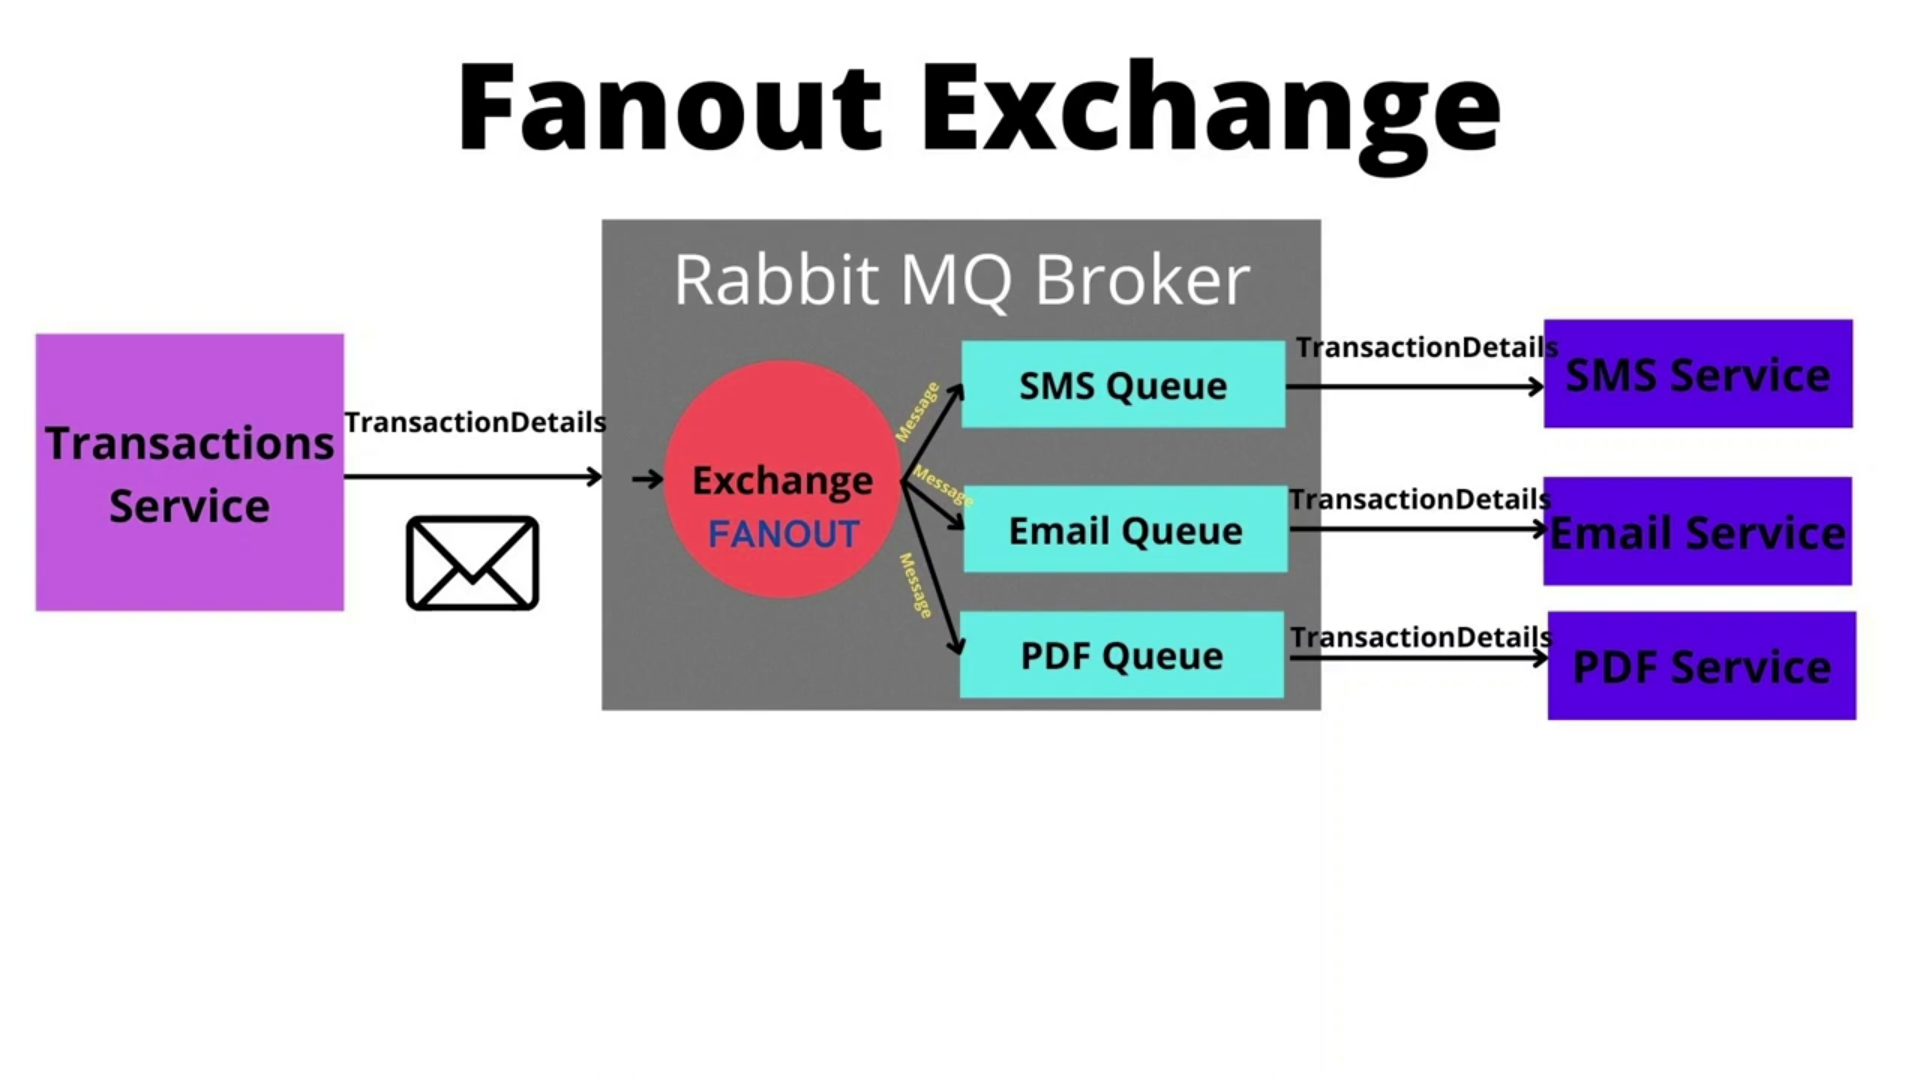 Fanout Exchange
Rabbit MQ Broker
Transactions
Service
TransactionDetails
Exchange
FANOUT
Message
Message
Message
SMS Queue
Email Queue
PDF Queue
TransactionDetails
SMS Service
TransactionDetails
Email Service
TransactionDetails
PDF Service